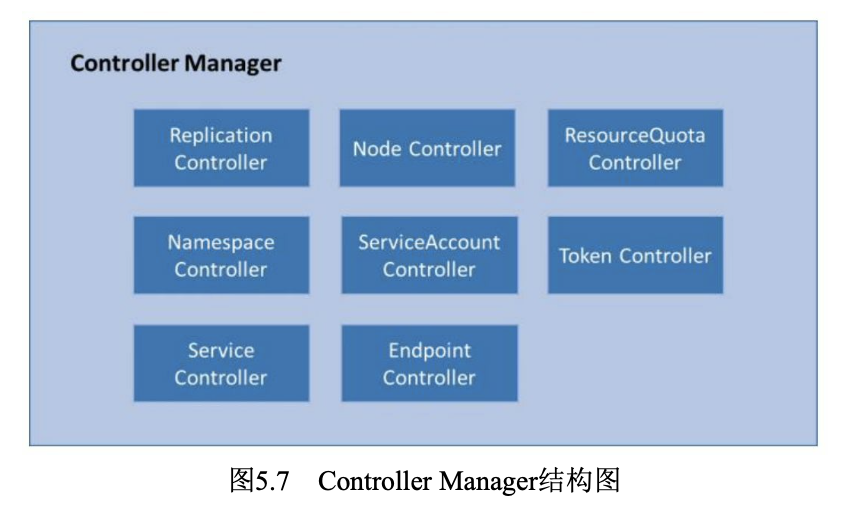 Controller Manager
Replication
Controller
Node Controller
ResourceQuota
Controller
Namespace
Controller
ServiceAccount
Controller
Token Controller
Service
Controller
Endpoint
Controller
图5.7 Controller Manager结构图